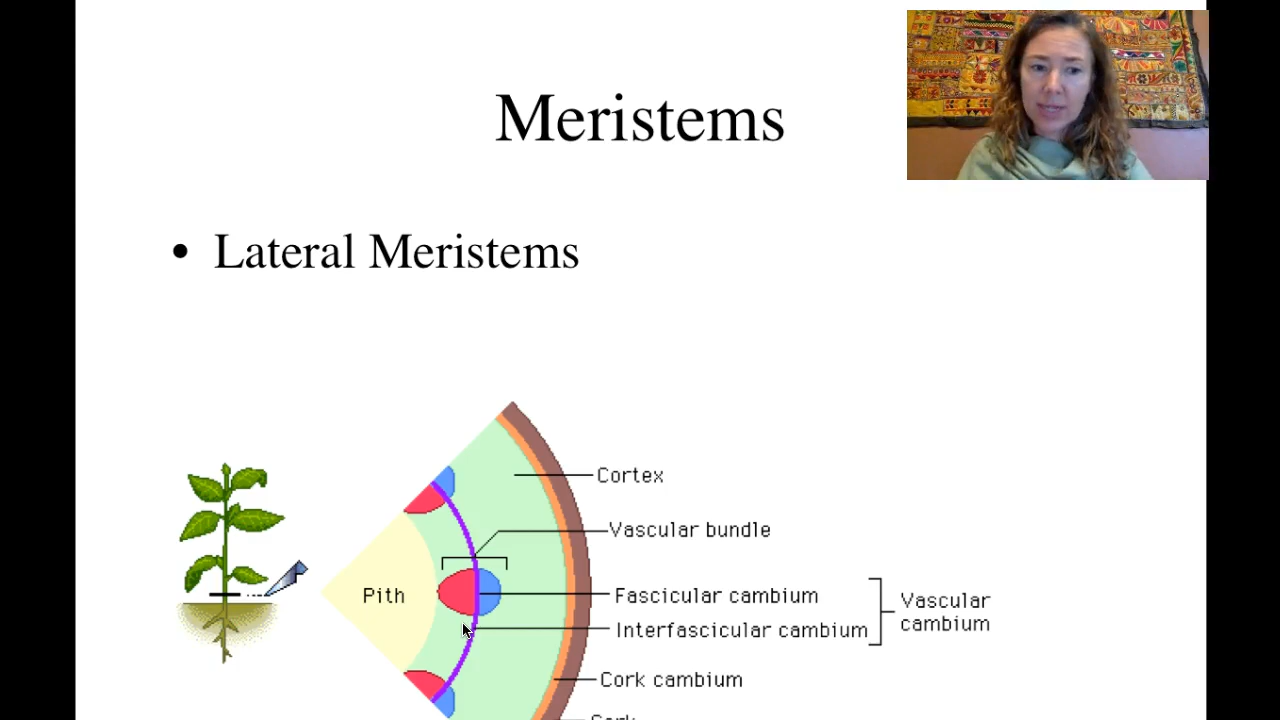 Meristems
• Lateral Meristems
Cortex
Vascular bundle
Pith
Fascicular cambium
Interfascicular cambium
Vascular
cambium
Cork cambium